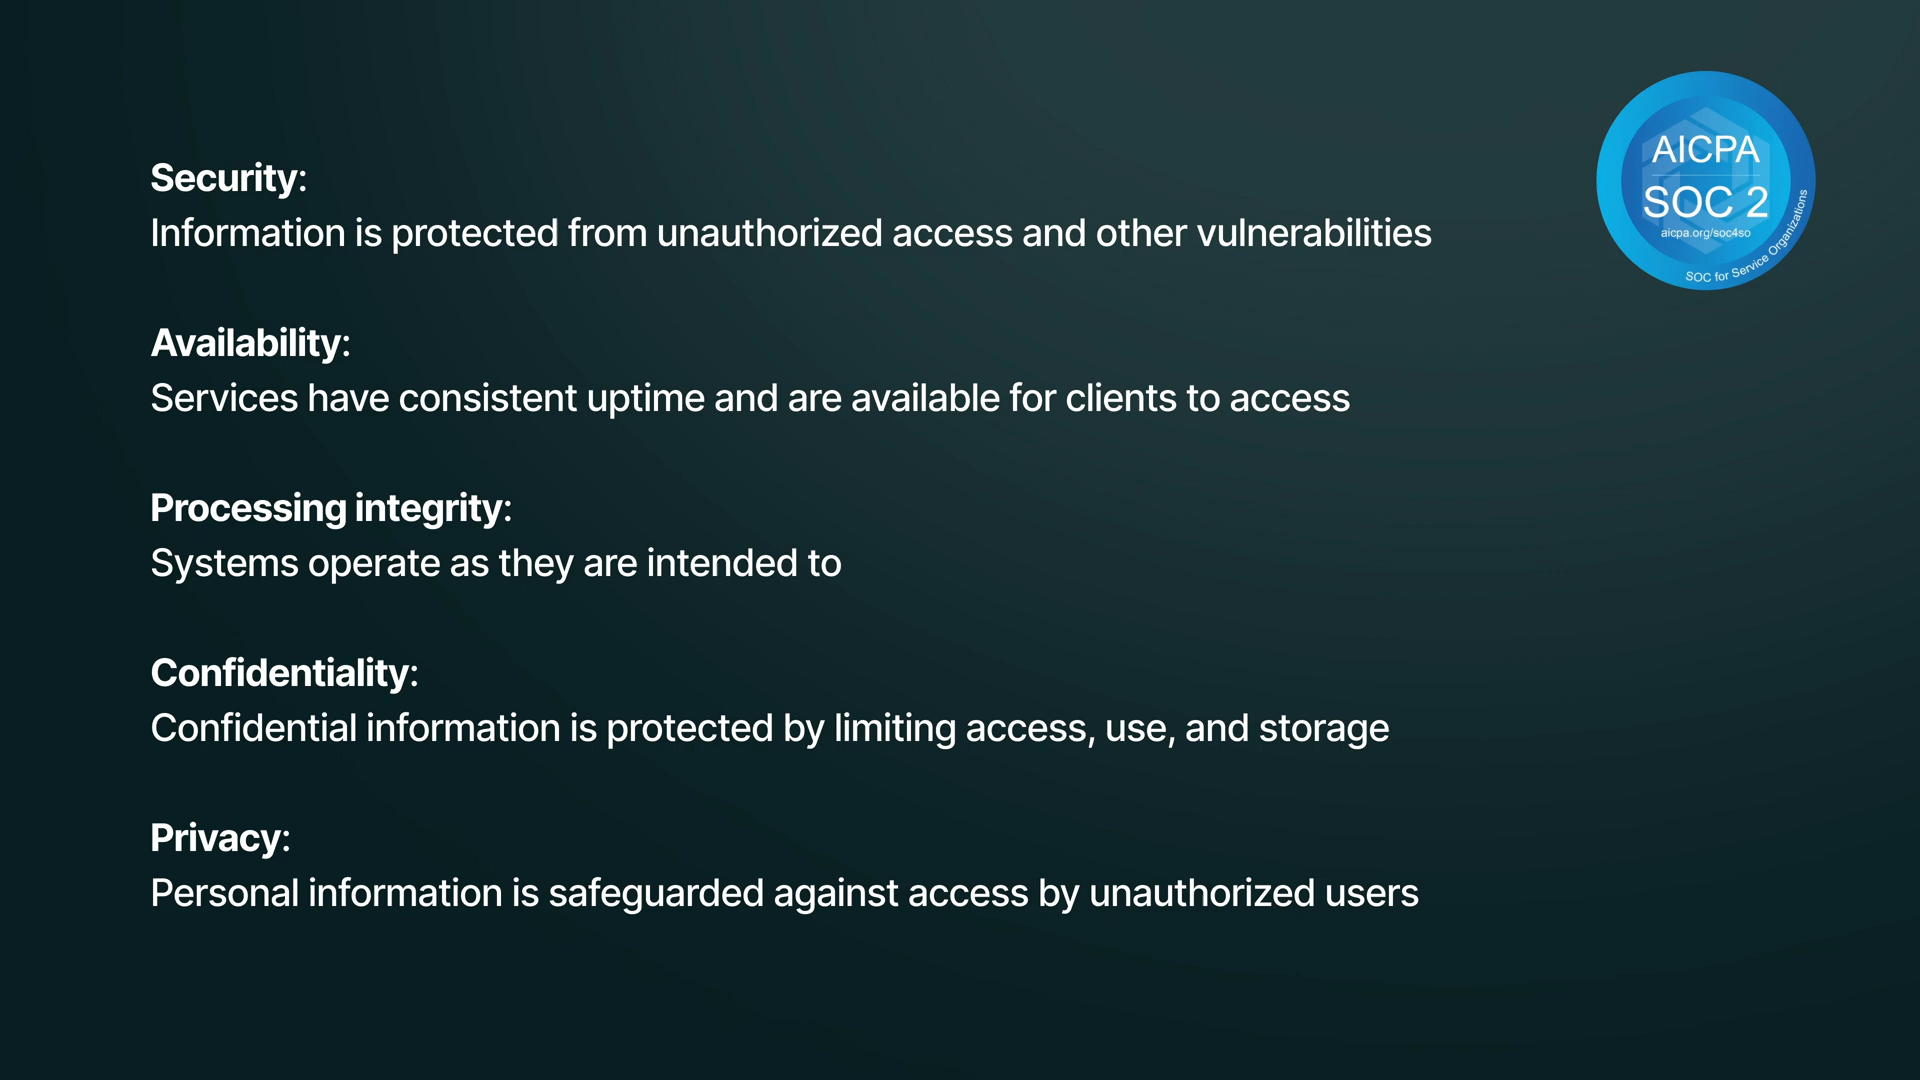 Security:
Information is protected from unauthorized access and other vulnerabilities
Availability:
Services have consistent uptime and are available for clients to access
Processing integrity:
Systems operate as they are intended to
Confidentiality:
Confidential information is protected by limiting access, use, and storage
Privacy:
Personal information is safeguarded against access by unauthorized users
AICPA
SOC 2
aicpa.org/soc4so
SOC for Service Organizations